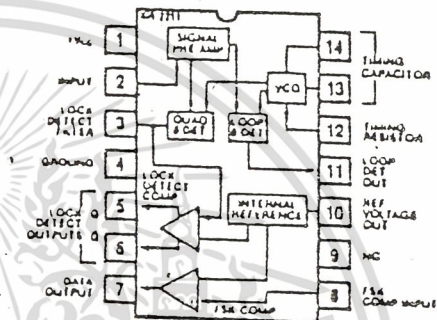 1
INPUT
2
LOCK
DETECT
FILTER
3
GROUND
4
LOCK
DETECT
OUTPUTS
5
6
DATA
OUTPUT
7
SIGNAL
PRE AMP
QUAD
DET
LOOP
DET
VCO
LOCK
DETECT
COMP
INTERNAL
REFERENCE
FSK COMP
14
13
TIMING
CAPACITOR
12
TIMING
RESISTOR
11
LOOP
DET
OUT
10
REF
VOLTAGE
OUT
9
NC
8
FSK
COMP INPUT